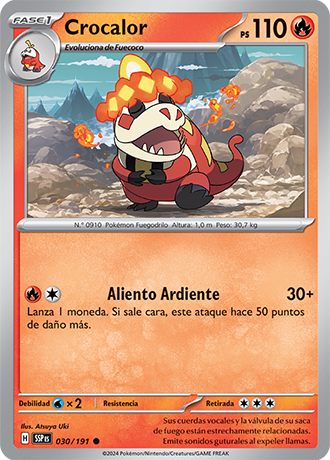 FASE 1
Crocalor
PS 110
Evoluciona de Fuecoco
N.º 0910 Pokémon Fuegodrilo Altura: 1,0 m Peso: 30,7 kg
Aliento Ardiente 30+
Lanza 1 moneda. Si sale cara, este ataque hace 50 puntos
de daño más.
Debilidad x2 Resistencia Retirada
Ilus. Atsuya Uki
Sus cuerdas vocales y la válvula de su saca
de fuego están estrechamente relacionadas.
Emite sonidos guturales al expeler llamas.
H SSP ES 030/191
©2024 Pokémon/Nintendo/Creatures/GAME FREAK